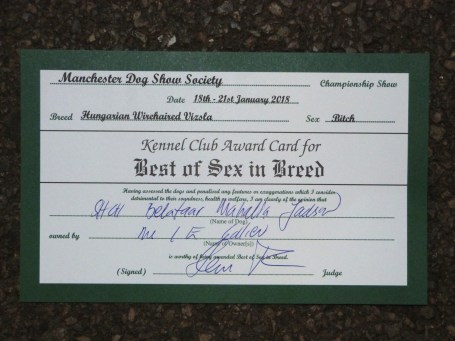 Manchester Dog Show Society Championship Show
Date 18th - 21st January 2018
Breed Hungarian Wirehaired Vizsla Sex Bitch
Kennel Club Award Card for
Best of Sex in Breed
Having assessed the dogs and penalised any features or exaggerations which I consider
detrimental to their soundness, health or welfare, I am clearly of the opinion that
(Name of Dog)
owned by
(Name of Owner(s))
is worthy of being awarded Best of Sex in Breed.
(Signed) Judge